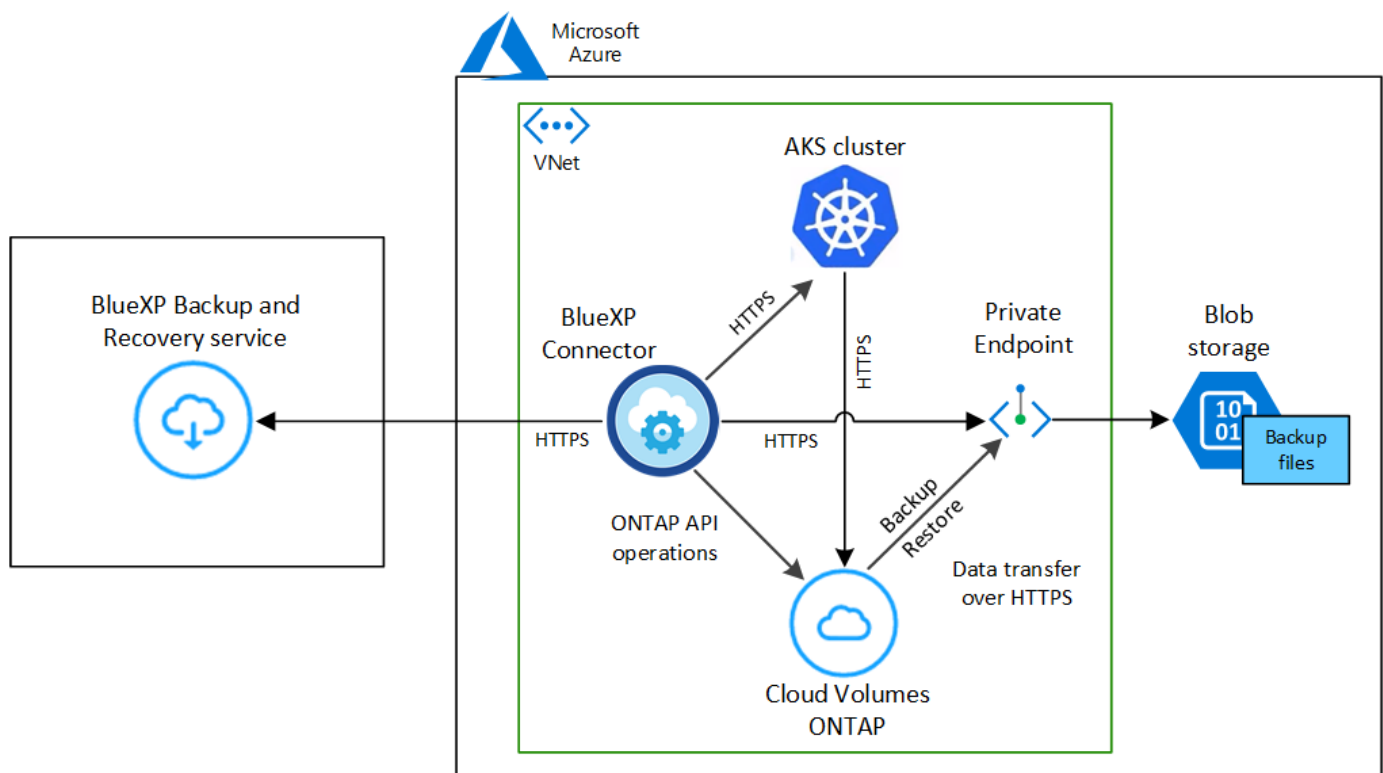 Microsoft
Azure
VNet
AKS cluster
BlueXP Backup and
Recovery service
BlueXP
Connector
HTTPS
HTTPS
Private
Endpoint
Blob
storage
10
01
Backup
files
HTTPS
HTTPS
ONTAP API
operations
Backup
Restore
Data transfer
over HTTPS
Cloud Volumes
ONTAP